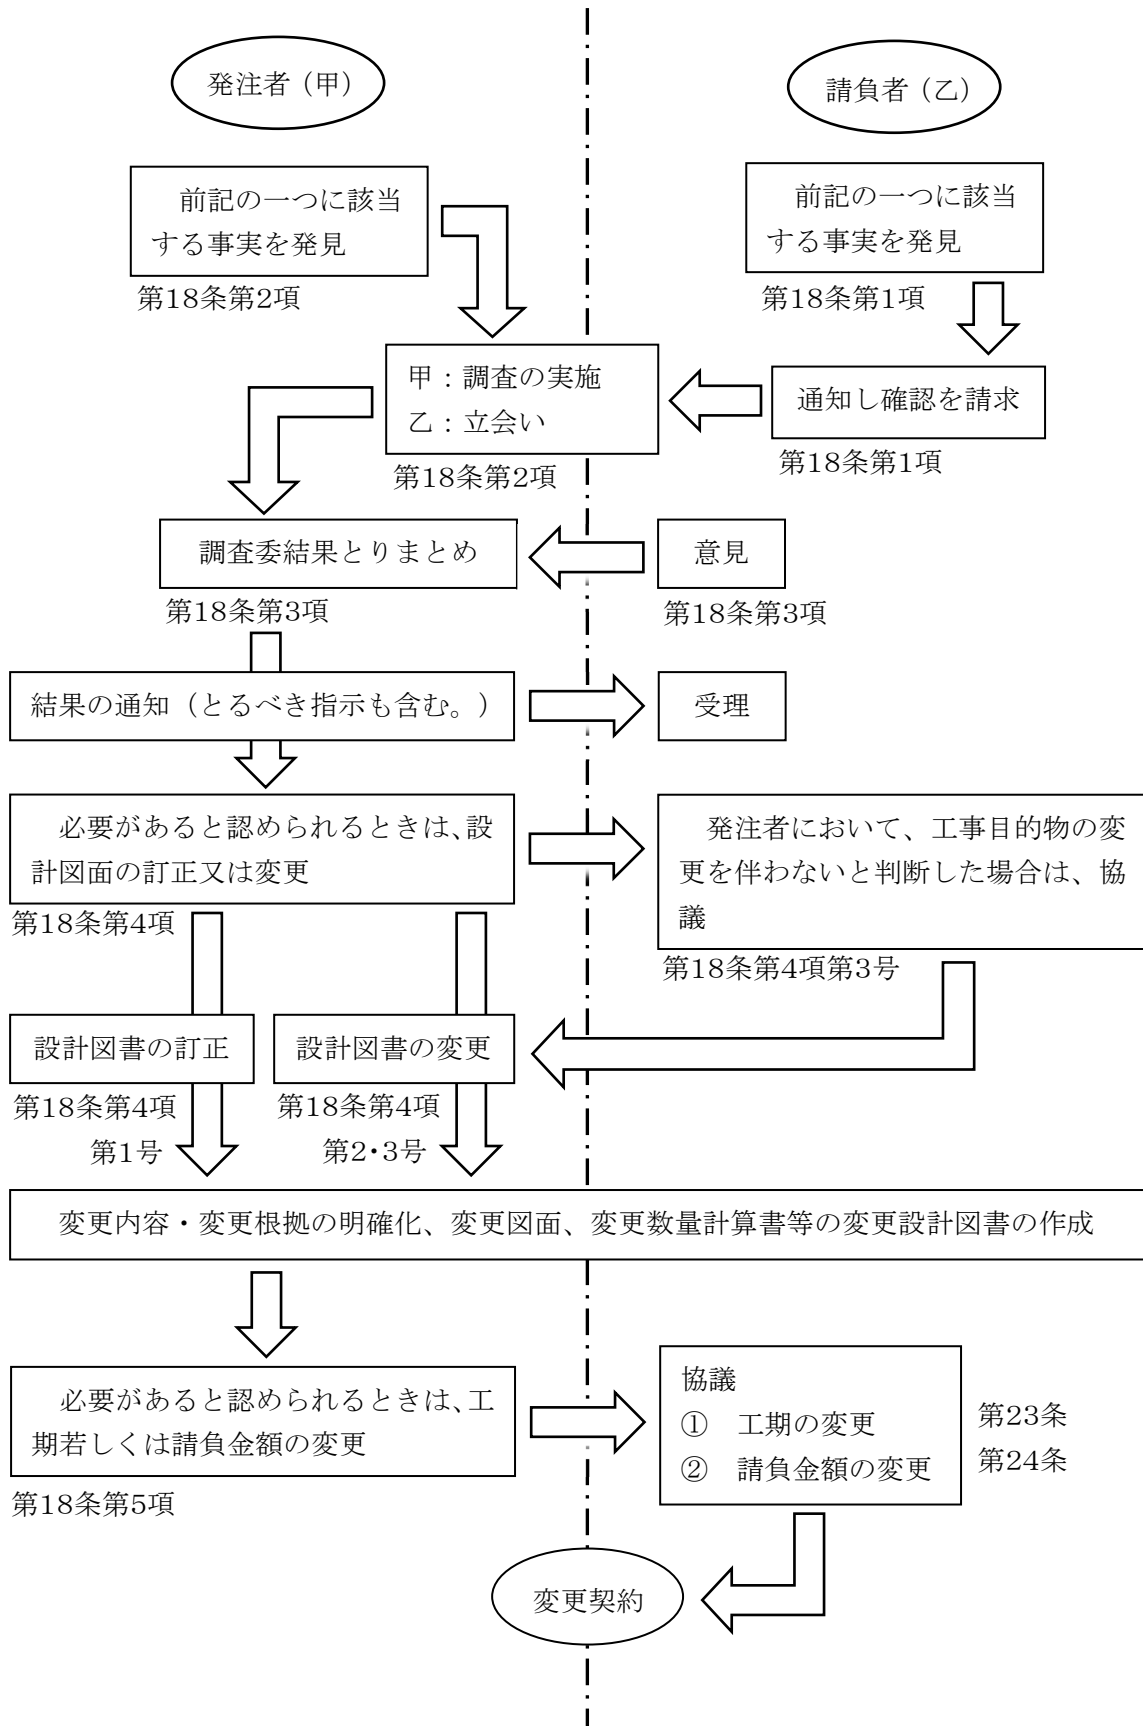 発注者（甲）
請負者（乙）
前記の一つに該当
する事実を発見
第18条第2項
前記の一つに該当
する事実を発見
第18条第1項
甲：調査の実施
乙：立会い
第18条第2項
通知し確認を請求
第18条第1項
調査委結果とりまとめ
第18条第3項
意見
第18条第3項
結果の通知（とるべき指示も含む。）
受理
必要があると認められるときは、設
計図面の訂正又は変更
第18条第4項
発注者において、工事目的物の変
更を伴わないと判断した場合は、協
議
第18条第4項第3号
設計図書の訂正
第18条第4項
第1号
設計図書の変更
第18条第4項
第2・3号
変更内容・変更根拠の明確化、変更図面、変更数量計算書等の変更設計図書の作成
必要があると認められるときは、工
期若しくは請負金額の変更
第18条第5項
協議
①　工期の変更
②　請負金額の変更
第23条
第24条
変更契約